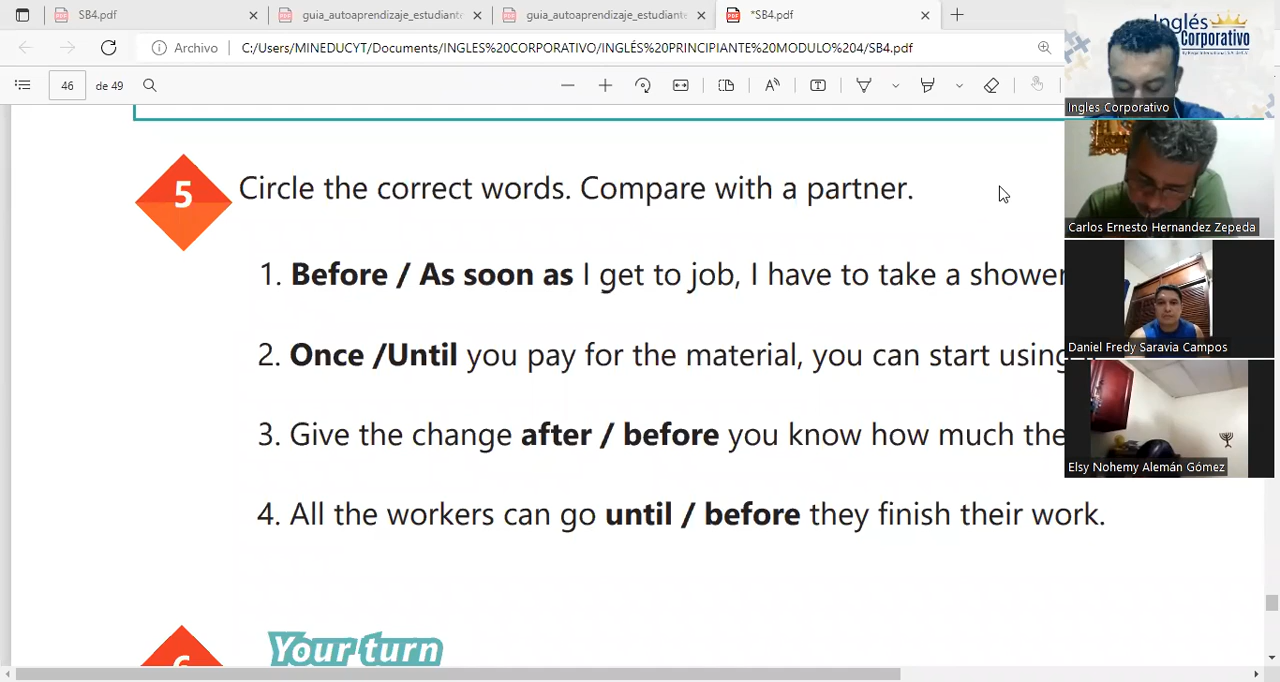 SB4.pdf
guia_autoaprendizaje_estudiante
guia_autoaprendizaje_estudiante
*SB4.pdf
Archivo
C:/Users/MINEDUCYT/Documents/INGLES%20CORPORATIVO/INGLÉS%20PRINCIPIANTE%20MODULO%204/SB4.pdf
46 de 49
Inglés
Corporativo
Ingles Corporativo
Carlos Ernesto Hernandez Zepeda
Daniel Fredy Saravia Campos
Elsy Nohemy Alemán Gómez
5 Circle the correct words. Compare with a partner.
1. Before / As soon as I get to job, I have to take a shower
2. Once /Until you pay for the material, you can start using
3. Give the change after / before you know how much the
4. All the workers can go until / before they finish their work.
6 Your turn